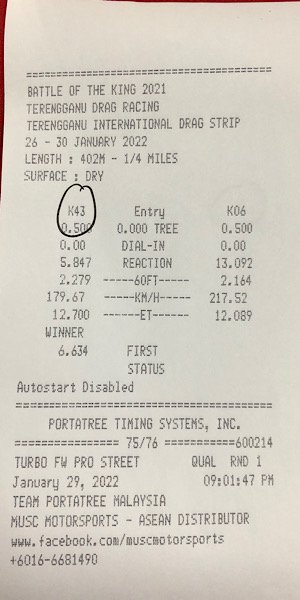 ========================================
BATTLE OF THE KING 2021
TERENGGANU DRAG RACING
TERENGGANU INTERNATIONAL DRAG STRIP
26 - 30 JANUARY 2022
LENGTH : 402M - 1/4 MILES
SURFACE : DRY
K43 Entry K06
0.500 0.000 TREE 0.500
0.00 DIAL-IN 0.00
5.847 REACTION 13.092
2.279 -----60FT----- 2.164
179.67 -----KM/H----- 217.52
12.700 ------ET------ 12.089
WINNER
6.634 FIRST
STATUS
Autostart Disabled
----------------------------------------
PORTATREE TIMING SYSTEMS, INC.
================ 75/76 ===========600214
TURBO FW PRO STREET QUAL RND 1
January 29, 2022 09:01:47 PM
TEAM PORTATREE MALAYSIA
MUSC MOTORSPORTS - ASEAN DISTRIBUTOR
www.facebook.com/muscmotorsports
+6016-6681490